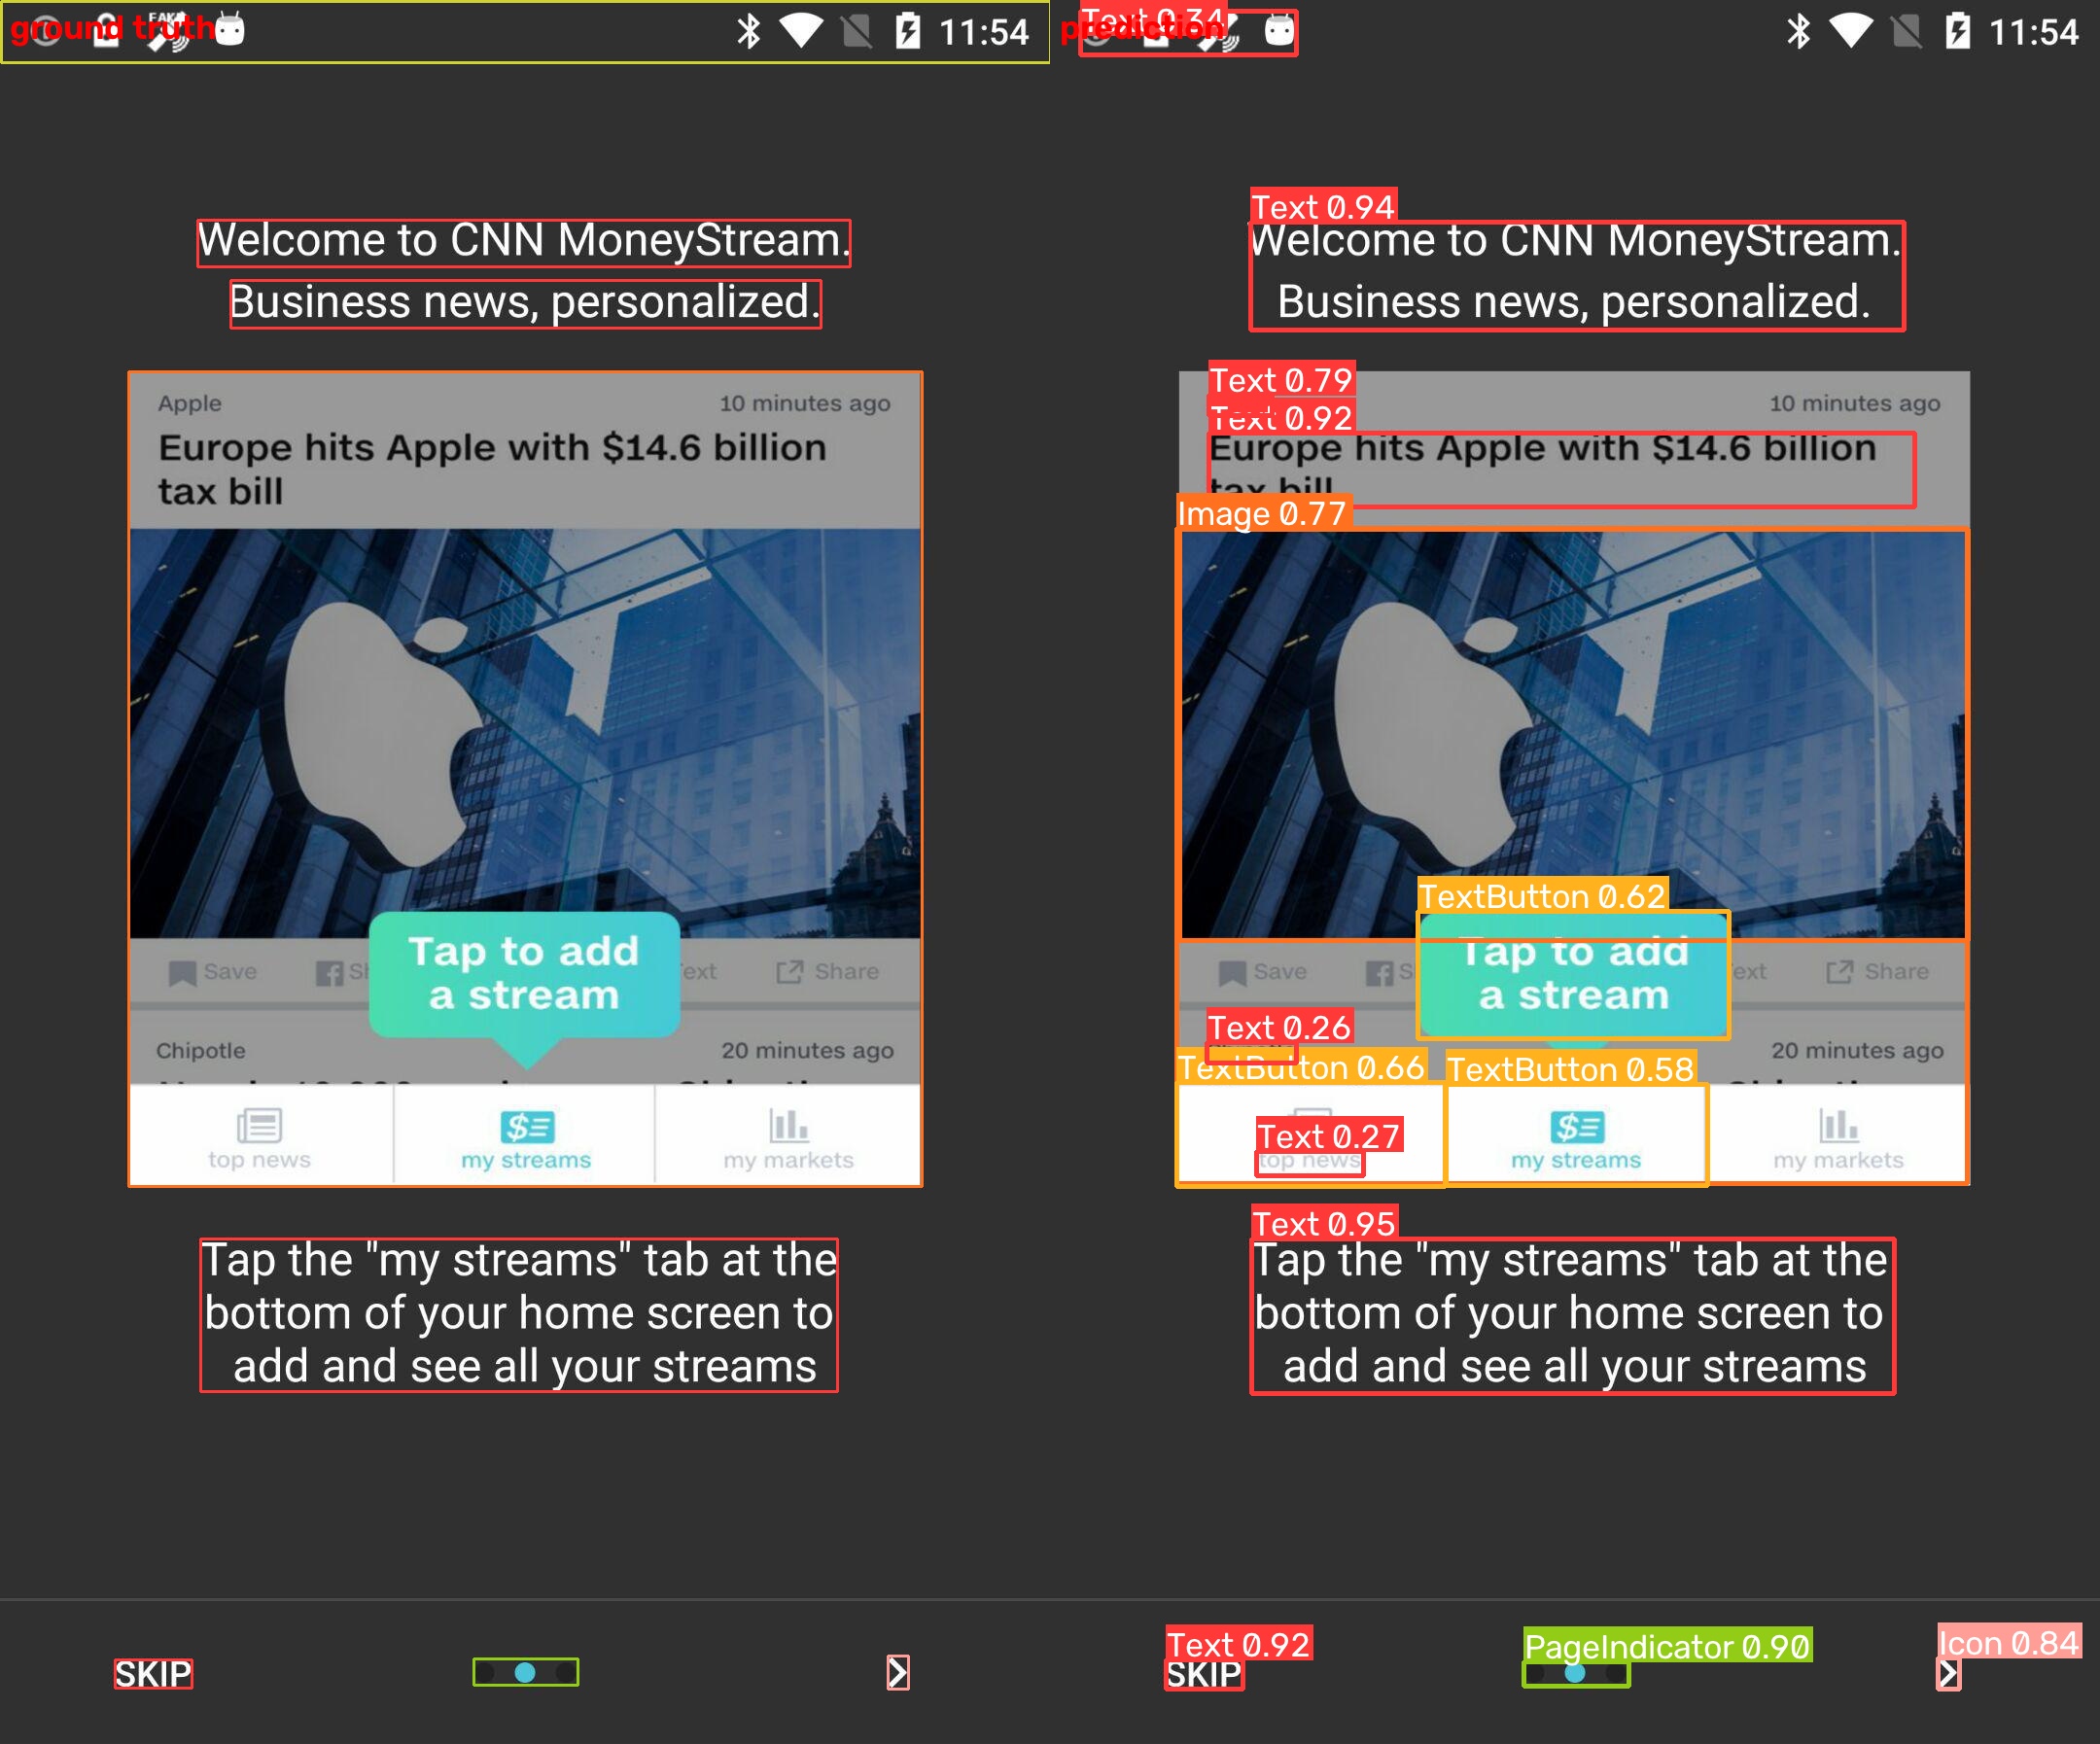 ground truth
FAKE
11:54
Welcome to CNN MoneyStream.
Business news, personalized.
Apple
10 minutes ago
Europe hits Apple with $14.6 billion
tax bill
Tap to add
a stream
Save
Share
Chipotle
20 minutes ago
top news
my streams
my markets
Tap the "my streams" tab at the
bottom of your home screen to
add and see all your streams
SKIP
Text 0.34
prediction
11:54
Text 0.94
Welcome to CNN MoneyStream.
Business news, personalized.
Text 0.79
10 minutes ago
Text 0.92
Europe hits Apple with $14.6 billion
tax bill
Image 0.77
TextButton 0.62
Tap to add
a stream
Save
Share
Text 0.26
20 minutes ago
TextButton 0.66
TextButton 0.58
Text 0.27
top news
my streams
my markets
Text 0.95
Tap the "my streams" tab at the
bottom of your home screen to
add and see all your streams
Text 0.92
SKIP
PageIndicator 0.90
Icon 0.84